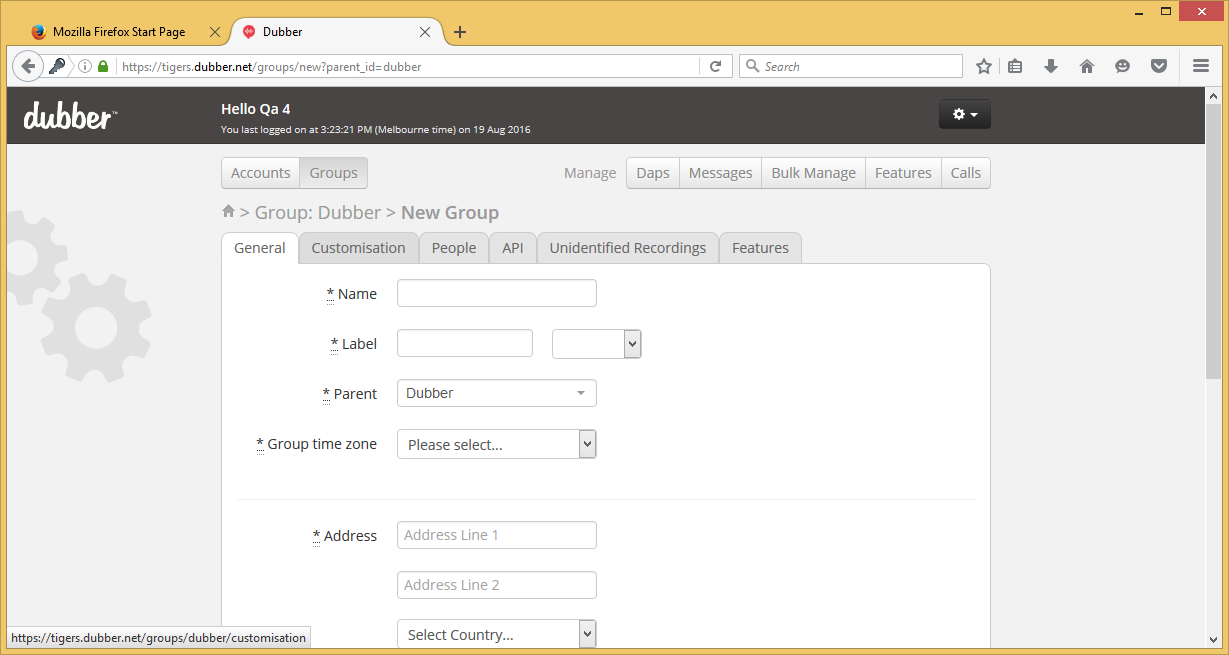 Mozilla Firefox Start Page
Dubber
https://tigers.dubber.net/groups/new?parent_id=dubber
Search
dubber™
Hello Qa 4
You last logged on at 3:23:21 PM (Melbourne time) on 19 Aug 2016
Accounts Groups Manage Daps Messages Bulk Manage Features Calls
> Group: Dubber > New Group
General Customisation People API Unidentified Recordings Features
* Name
* Label
* Parent Dubber
* Group time zone Please select...
* Address Address Line 1
Address Line 2
Select Country...
https://tigers.dubber.net/groups/dubber/customisation